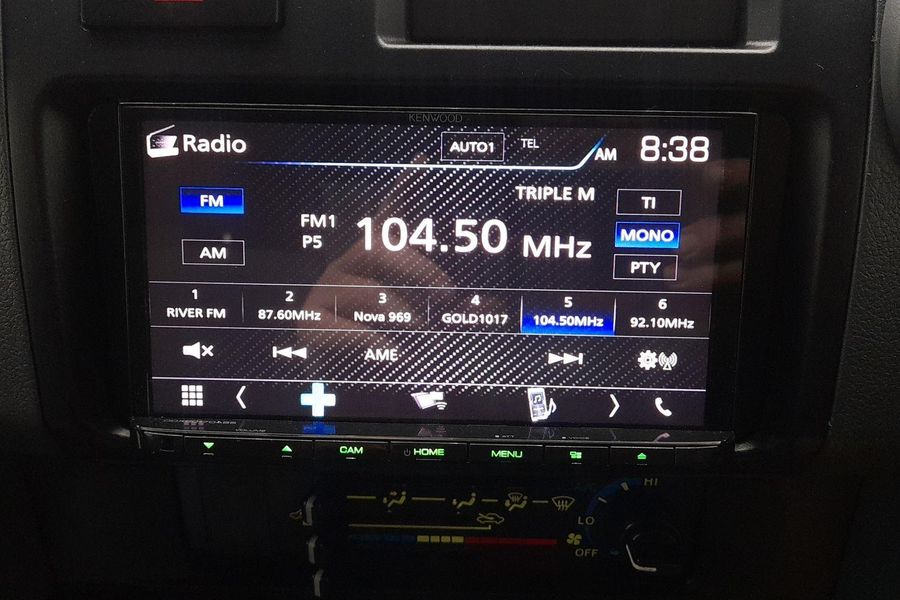 KENWOOD
Radio
AUTO1
TEL
AM 8:38
FM
AM
FM1
P5
104.50 MHz
TRIPLE M
TI
MONO
PTY
1
RIVER FM
2
87.60MHz
3
Nova 969
4
GOLD1017
5
104.50MHz
6
92.10MHz
AME
CAM
HOME
MENU
HI
LO
OFF